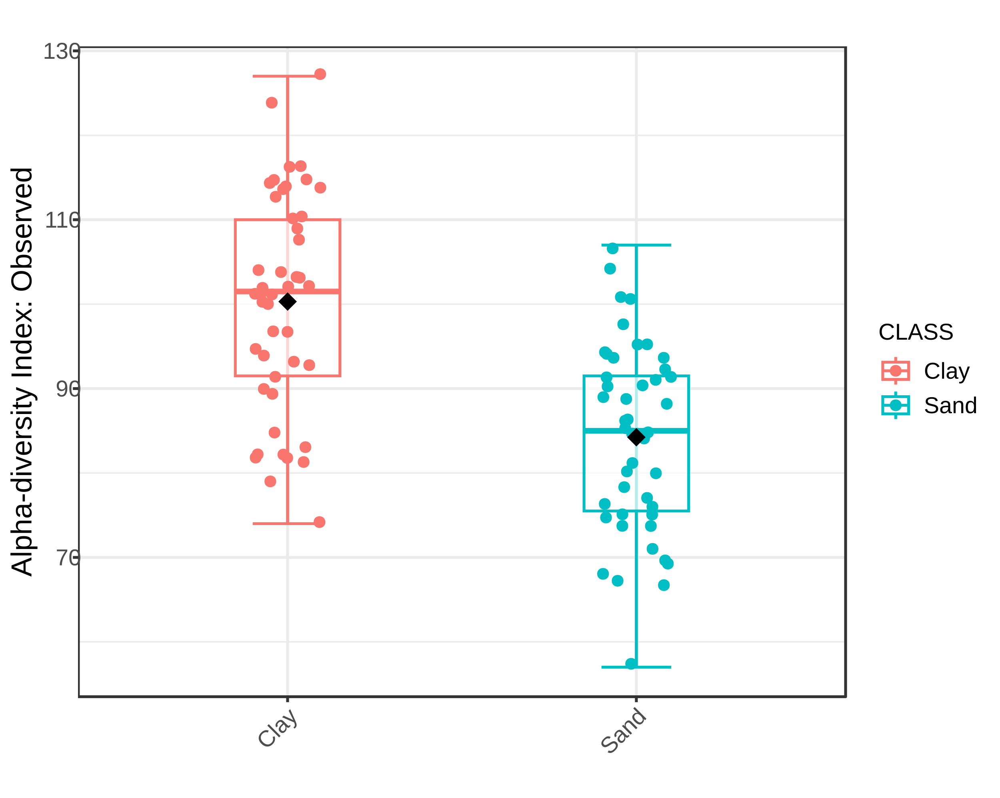 Alpha-diversity Index: Observed
130
110
90
70
Clay
Sand
CLASS
Clay
Sand